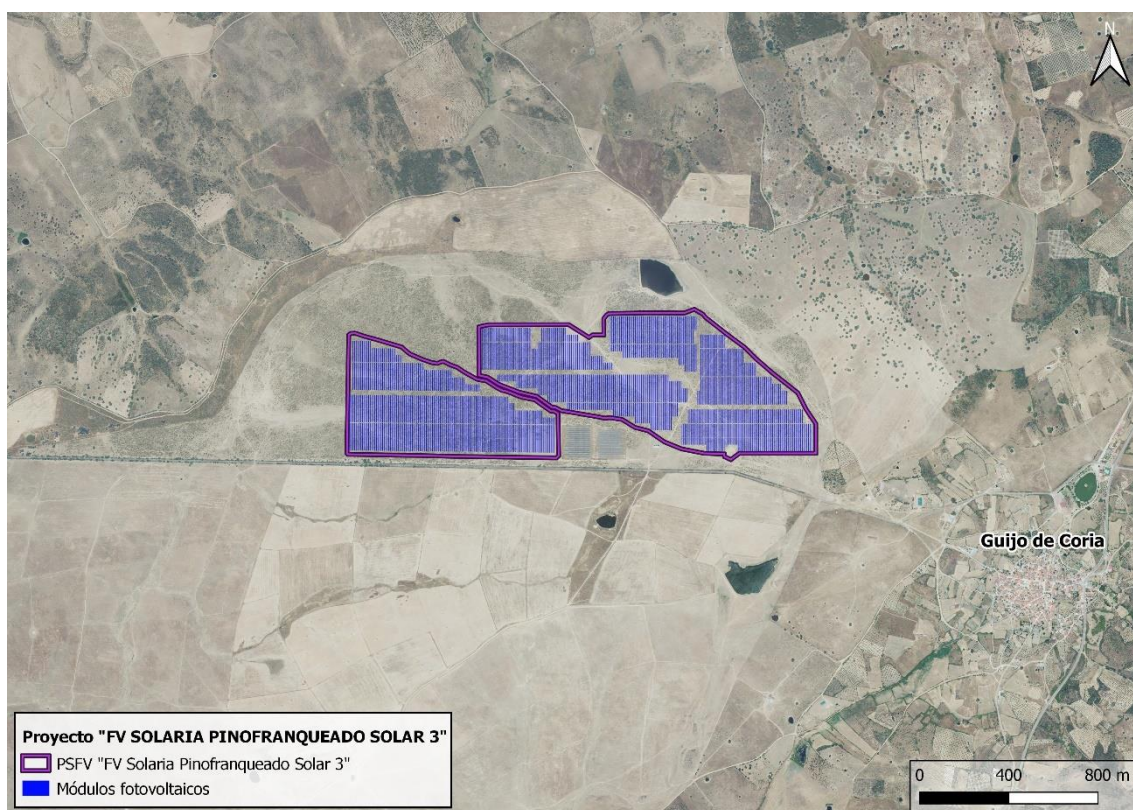 N
Guijo de Coria
Proyecto "FV SOLARIA PINOFRANQUEADO SOLAR 3"
PSFV "FV Solaria Pinofranqueado Solar 3"
Módulos fotovoltaicos
0 400 800 m